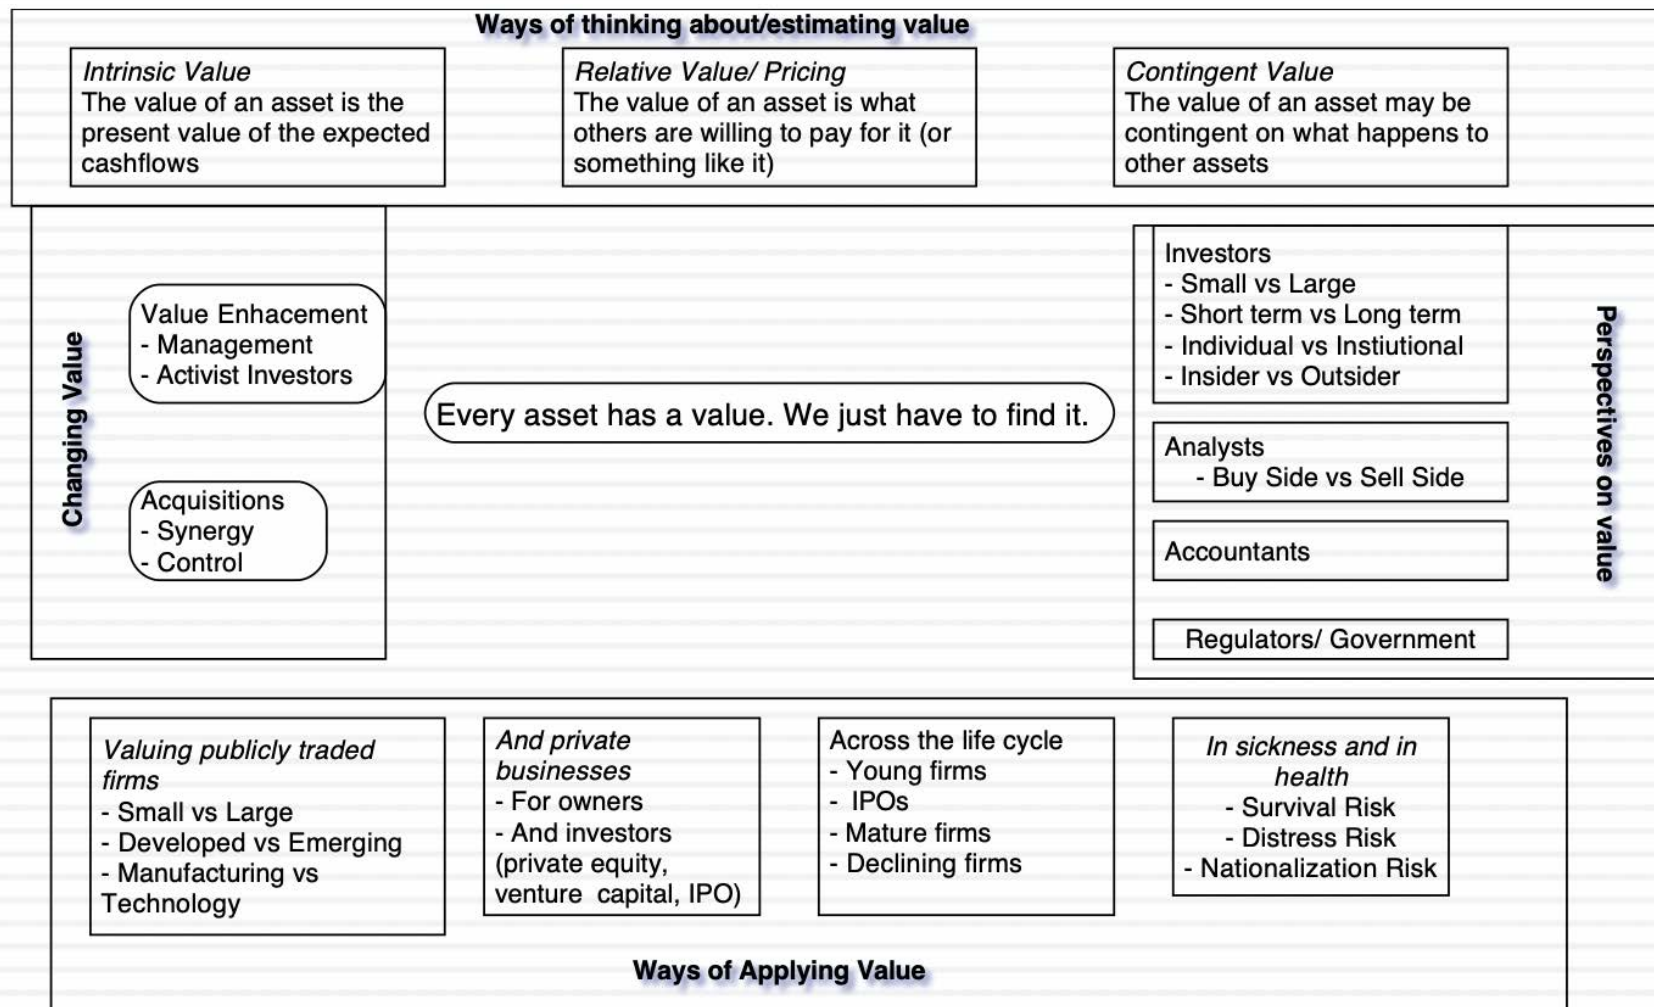 Ways of thinking about/estimating value
Intrinsic Value
The value of an asset is the
present value of the expected
cashflows
Relative Value/ Pricing
The value of an asset is what
others are willing to pay for it (or
something like it)
Contingent Value
The value of an asset may be
contingent on what happens to
other assets
Changing Value
Value Enhacement
- Management
- Activist Investors
Acquisitions
- Synergy
- Control
Every asset has a value. We just have to find it.
Investors
- Small vs Large
- Short term vs Long term
- Individual vs Instiutional
- Insider vs Outsider
Analysts
- Buy Side vs Sell Side
Accountants
Regulators/ Government
Perspectives on value
Valuing publicly traded
firms
- Small vs Large
- Developed vs Emerging
- Manufacturing vs
Technology
And private
businesses
- For owners
- And investors
(private equity,
venture capital, IPO)
Across the life cycle
- Young firms
- IPOs
- Mature firms
- Declining firms
In sickness and in
health
- Survival Risk
- Distress Risk
- Nationalization Risk
Ways of Applying Value